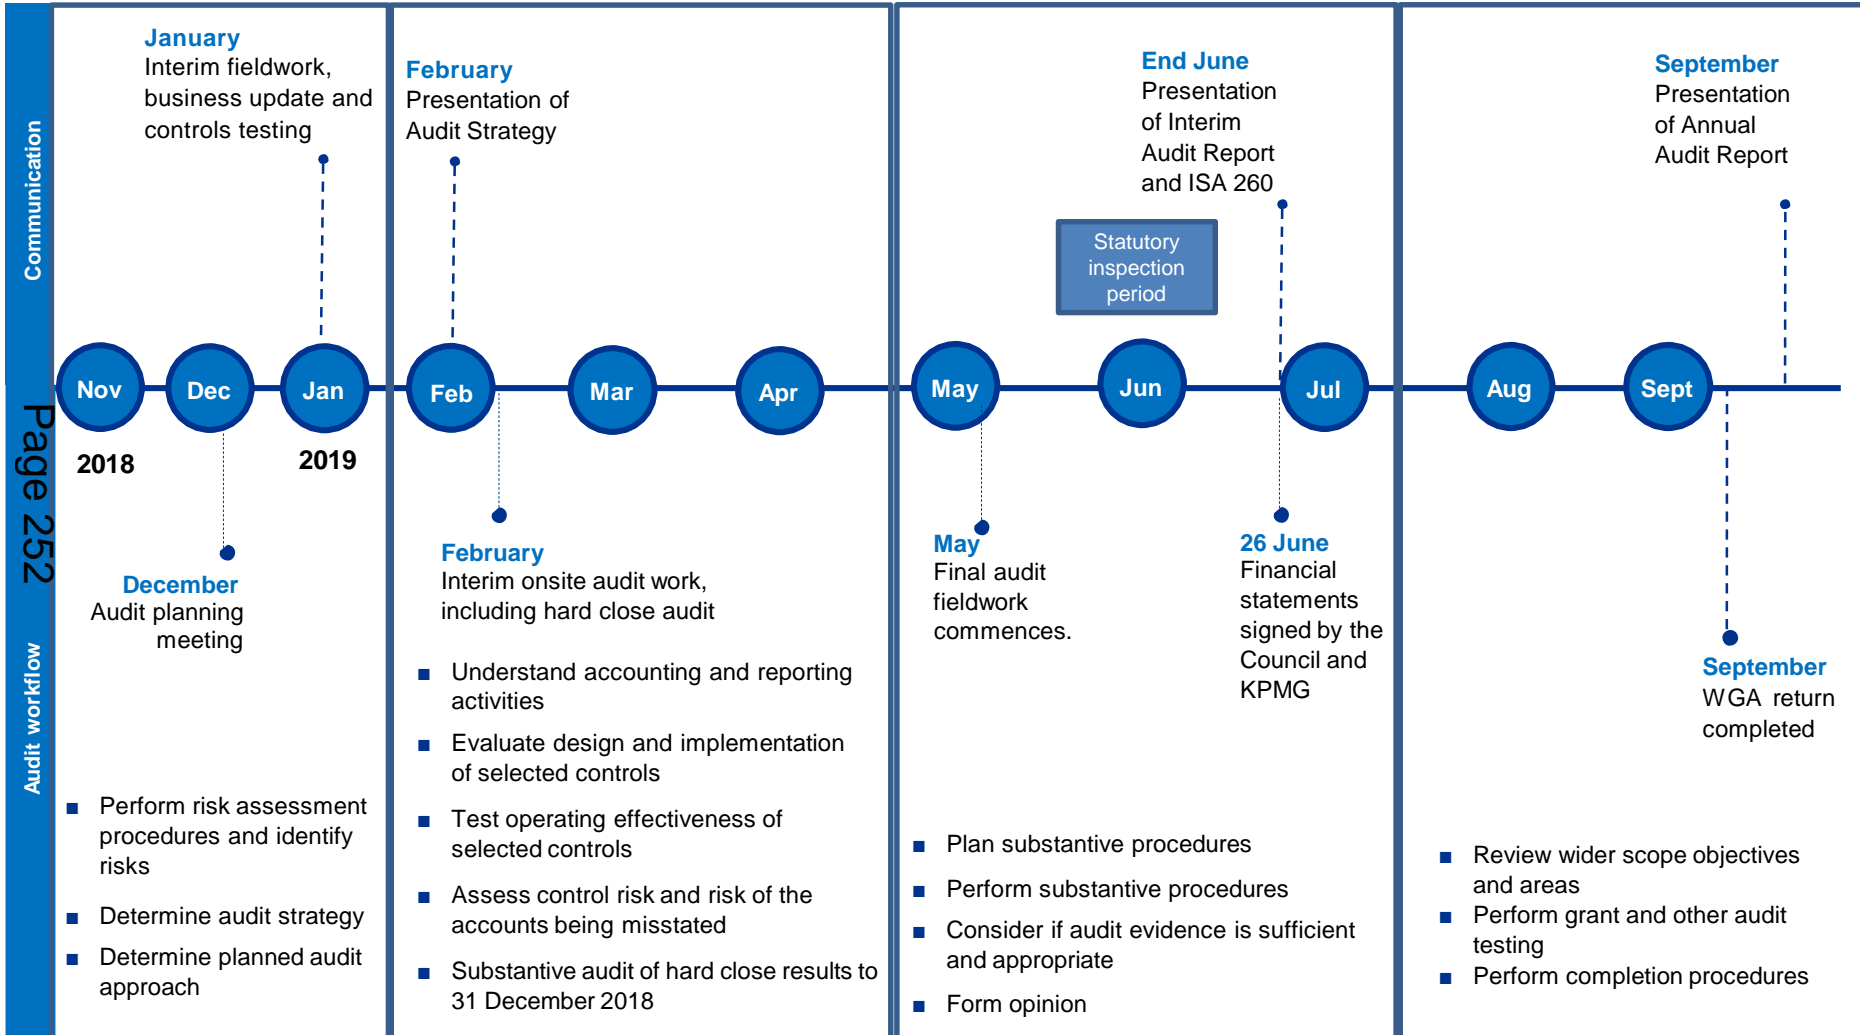 Communication
January
Interim fieldwork,
business update and
controls testing
February
Presentation of
Audit Strategy
End June
Presentation
of Interim
Audit Report
and ISA 260
Statutory
inspection
period
September
Presentation
of Annual
Audit Report
Nov
Dec
Jan
Feb
Mar
Apr
May
Jun
Jul
Aug
Sept
2018
2019
Page 252
Audit workflow
December
Audit planning
meeting
■ Perform risk assessment
procedures and identify
risks
■ Determine audit strategy
■ Determine planned audit
approach
February
Interim onsite audit work,
including hard close audit
■ Understand accounting and reporting
activities
■ Evaluate design and implementation
of selected controls
■ Test operating effectiveness of
selected controls
■ Assess control risk and risk of the
accounts being misstated
■ Substantive audit of hard close results to
31 December 2018
May
Final audit
fieldwork
commences.
26 June
Financial
statements
signed by the
Council and
KPMG
■ Plan substantive procedures
■ Perform substantive procedures
■ Consider if audit evidence is sufficient
and appropriate
■ Form opinion
September
WGA return
completed
■ Review wider scope objectives
and areas
■ Perform grant and other audit
testing
■ Perform completion procedures